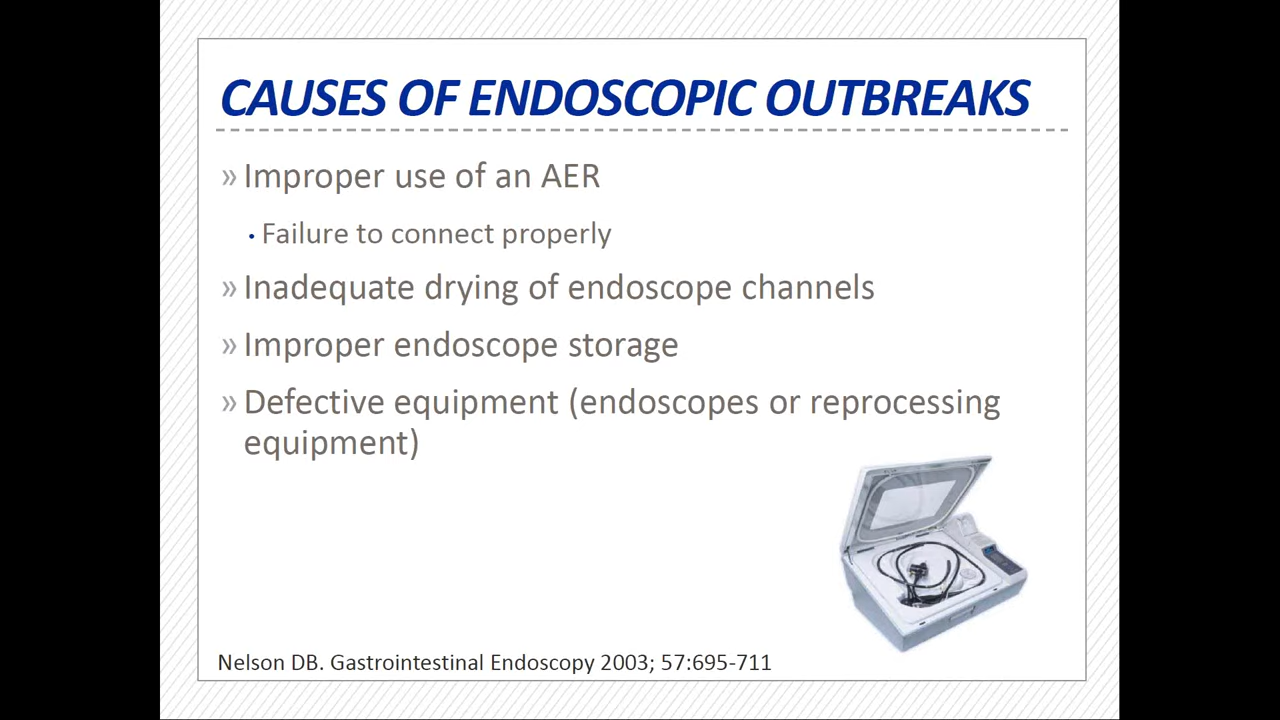 CAUSES OF ENDOSCOPIC OUTBREAKS
» Improper use of an AER
• Failure to connect properly
» Inadequate drying of endoscope channels
» Improper endoscope storage
» Defective equipment (endoscopes or reprocessing
equipment)
Nelson DB. Gastrointestinal Endoscopy 2003; 57:695-711